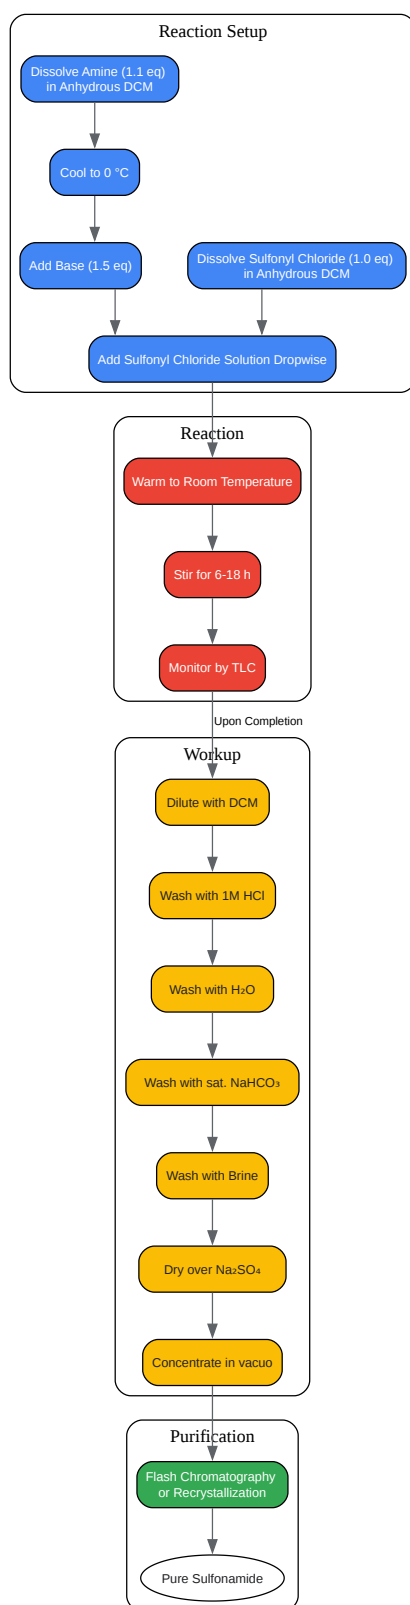 Reaction Setup
Dissolve Amine (1.1 eq)
in Anhydrous DCM
Cool to 0 °C
Add Base (1.5 eq)
Dissolve Sulfonyl Chloride (1.0 eq)
in Anhydrous DCM
Add Sulfonyl Chloride Solution Dropwise
Reaction
Warm to Room Temperature
Stir for 6-18 h
Monitor by TLC
Upon Completion
Workup
Dilute with DCM
Wash with 1M HCl
Wash with H₂O
Wash with sat. NaHCO₃
Wash with Brine
Dry over Na₂SO₄
Concentrate in vacuo
Purification
Flash Chromatography
or Recrystallization
Pure Sulfonamide